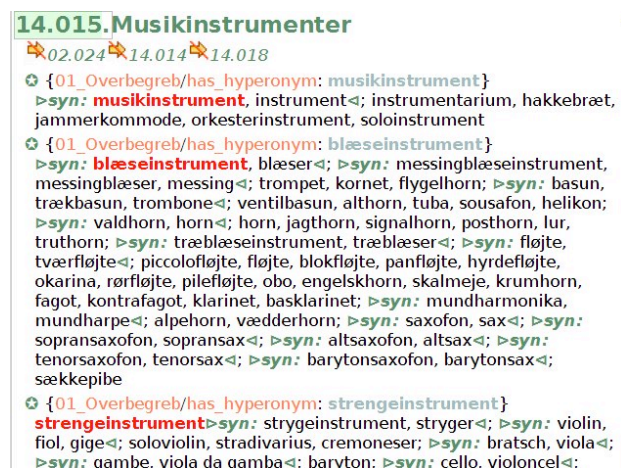 14.015.Musikinstrumenter
02.024 14.014 14.018
✪ {01_Overbegreb/has_hyperonym: musikinstrument}
▹syn: musikinstrument, instrument◃; instrumentarium, hakkebræt,
jammerkommode, orkesterinstrument, soloinstrument
✪ {01_Overbegreb/has_hyperonym: blæseinstrument}
▹syn: blæseinstrument, blæser◃; ▹syn: messingblæseinstrument,
messingblæser, messing◃; trompet, kornet, flygelhorn; ▹syn: basun,
trækbasun, trombone◃; ventilbasun, althorn, tuba, sousafon, helikon;
▹syn: valdhorn, horn◃; horn, jagthorn, signalhorn, posthorn, lur,
truthorn; ▹syn: træblæseinstrument, træblæser◃; ▹syn: fløjte,
tværfløjte◃; piccolofløjte, fløjte, blokfløjte, panfløjte, hyrdefløjte,
okarina, rørfløjte, pilefløjte, obo, engelskhorn, skalmeje, krumhorn,
fagot, kontrafagot, klarinet, basklarinet; ▹syn: mundharmonika,
mundharpe◃; alpehorn, vædderhorn; ▹syn: saxofon, sax◃; ▹syn:
sopransaxofon, sopransax◃; ▹syn: altsaxofon, altsax◃; ▹syn:
tenorsaxofon, tenorsax◃; ▹syn: barytonsaxofon, barytonsax◃;
sækkepibe
✪ {01_Overbegreb/has_hyperonym: strengeinstrument}
strengeinstrument▹syn: strygeinstrument, stryger◃; ▹syn: violin,
fiol, gige◃; soloviolin, stradivarius, cremoneser; ▹syn: bratsch, viola◃;
▹syn: gambe, viola da gamba◃; baryton; ▹syn: cello, violoncel◃;